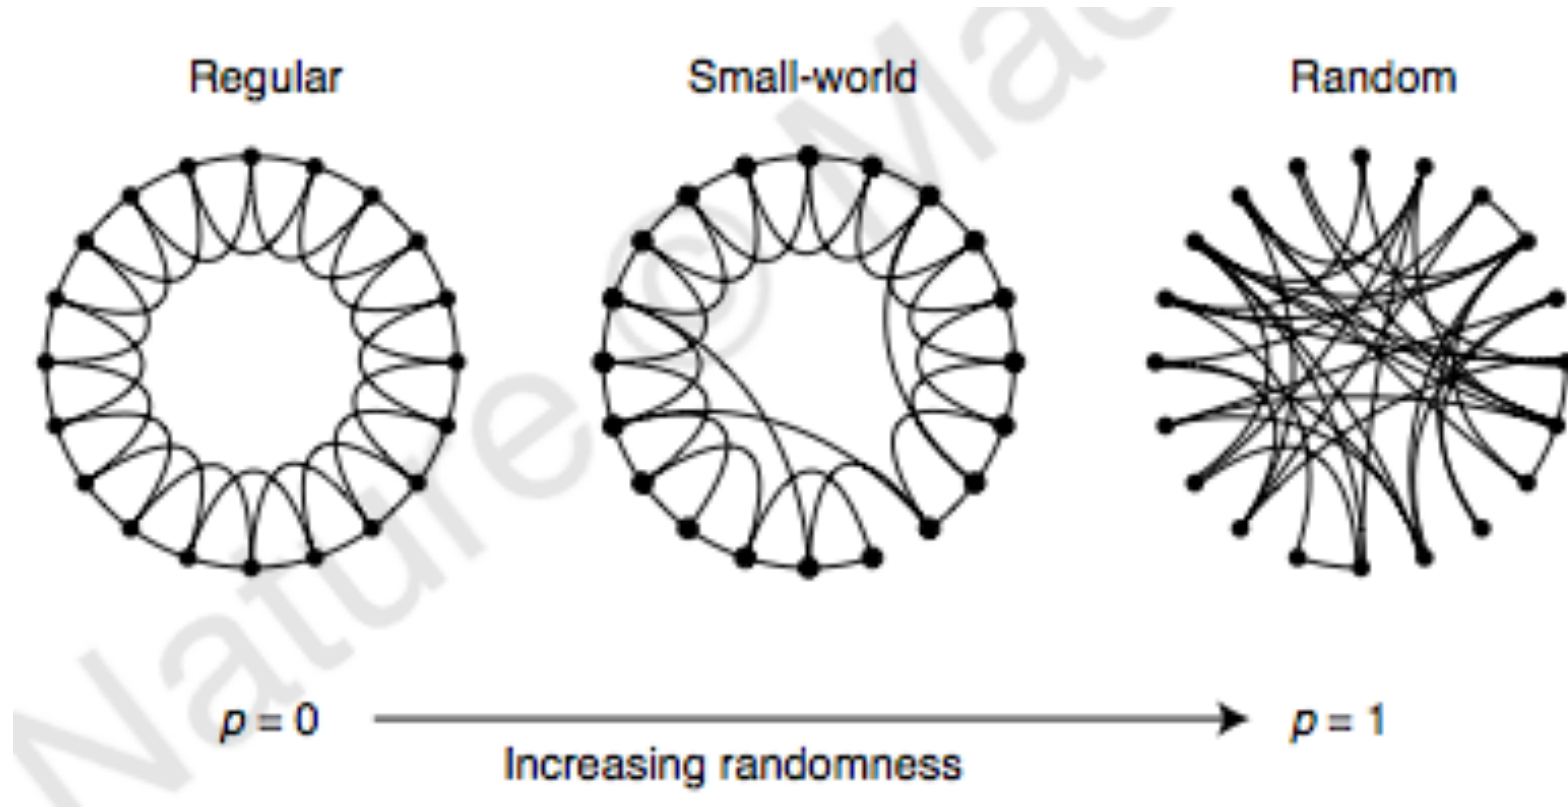 Regular
Small-world
Random
Nature © Mac
p = 0
p = 1
Increasing randomness